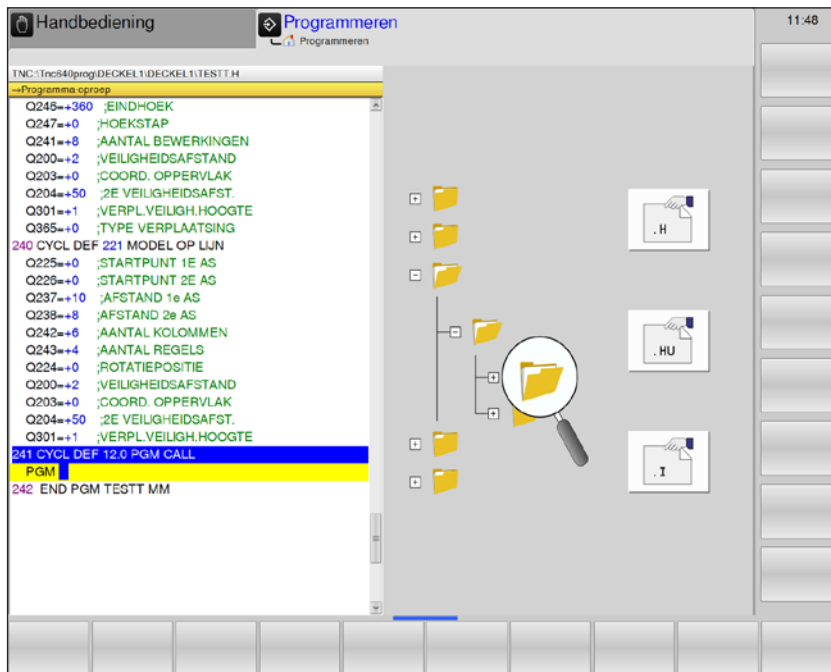 Handbediening
Programmeren
Programmeren
11:48
TNC:\Tnc640prog\DECKEL1\DECKEL1\TESTT.H
→Programma-oproep
Q246=+360 ;EINDHOEK
Q247=+0 ;HOEKSTAP
Q241=+8 ;AANTAL BEWERKINGEN
Q200=+2 ;VEILIGHEIDSAFSTAND
Q203=+0 ;COORD. OPPERVLAK
Q204=+50 ;2E VEILIGHEIDSAFST.
Q301=+1 ;VERPL.VEILIGH.HOOGTE
Q365=+0 ;TYPE VERPLAATSING
240 CYCL DEF 221 MODEL OP LIJN
Q225=+0 ;STARTPUNT 1E AS
Q226=+0 ;STARTPUNT 2E AS
Q237=+10 ;AFSTAND 1e AS
Q238=+8 ;AFSTAND 2e AS
Q242=+6 ;AANTAL KOLOMMEN
Q243=+4 ;AANTAL REGELS
Q224=+0 ;ROTATIEPOSITIE
Q200=+2 ;VEILIGHEIDSAFSTAND
Q203=+0 ;COORD. OPPERVLAK
Q204=+50 ;2E VEILIGHEIDSAFST.
Q301=+1 ;VERPL.VEILIGH.HOOGTE
241 CYCL DEF 12.0 PGM CALL
PGM
242 END PGM TESTT MM
.H
.HU
.I